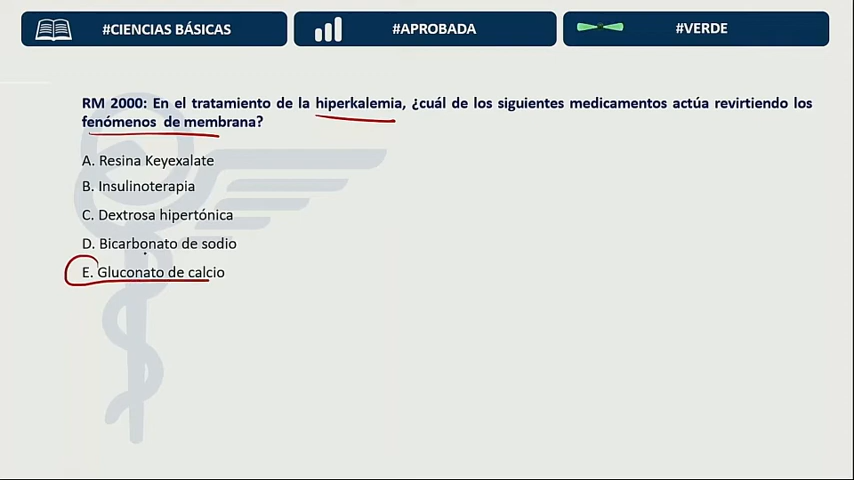 #CIENCIAS BÁSICAS
#APROBADA
#VERDE
RM 2000: En el tratamiento de la hiperkalemia, ¿cuál de los siguientes medicamentos actúa revirtiendo los
fenómenos de membrana?
A. Resina Keyexalate
B. Insulinoterapia
C. Dextrosa hipertónica
D. Bicarbonato de sodio
E. Gluconato de calcio